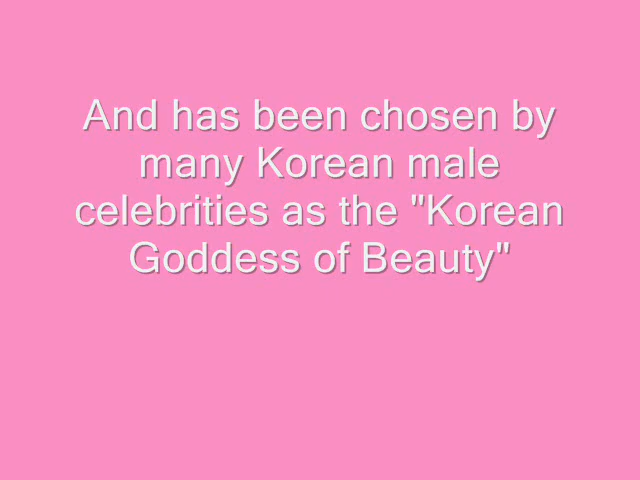 And has been chosen by
many Korean male
celebrities as the "Korean
Goddess of Beauty"